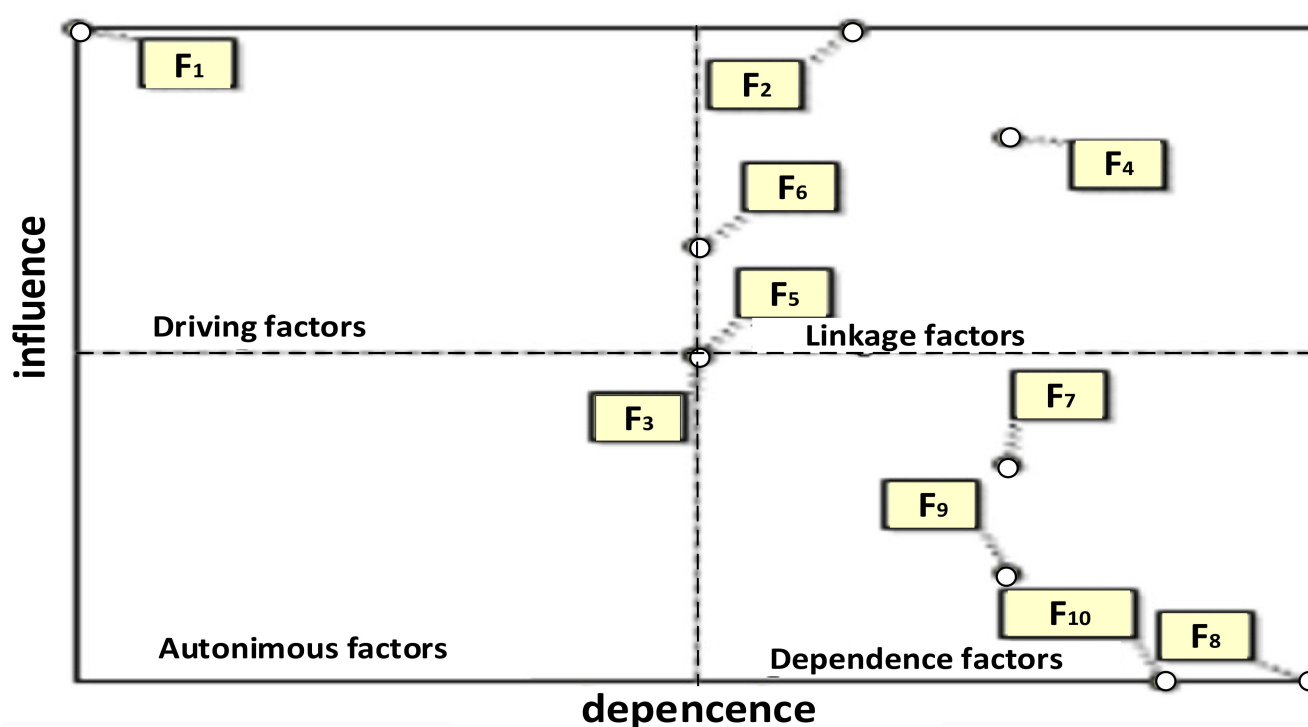 F1
F2
F4
F6
F5
influence
Driving factors
Linkage factors
F7
F3
F9
F10
F8
Autonimous factors
Dependence factors
depencence